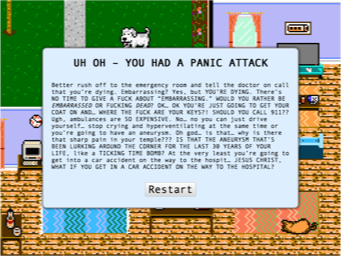 UH OH - YOU HAD A PANIC ATTACK
Better rush off to the emergency room and tell the doctor on call
that you're dying. Embarrassing? Yes, but YOU'RE DYING. There's
NO TIME TO GIVE A FUCK ABOUT "EMBARRASSING." WOULD YOU RATHER BE
EMBARRASSED OR FUCKING DEAD? OK… OK YOU'RE JUST GOING TO GET YOUR
COAT ON AND… WHERE THE FUCK ARE YOUR KEYS?! SHOULD YOU CALL 911??
Ugh, ambulances are SO EXPENSIVE. No… no you can just drive
yourself… stop crying and hyperventilating at the same time or
you're going to have an aneurysm. Oh god… is that… why is there
that sharp pain in your temple??? IS THAT THE ANEURYSM THAT'S
BEEN LURKING AROUND THE CORNER FOR THE LAST 30 YEARS OF YOUR
LIFE, like a TICKING TIME BOMB? At the very least you're going to
get into a car accident on the way to the hospit… JESUS CHRIST,
WHAT IF YOU GET IN A CAR ACCIDENT ON THE WAY TO THE HOSPITAL?
Restart